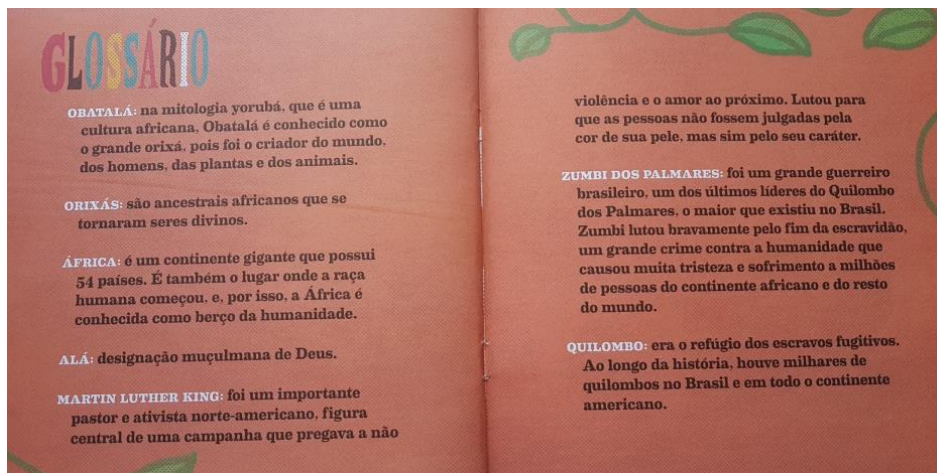 GLOSSÁRIO
OBATALÁ: na mitologia yorubá, que é uma
cultura africana, Obatalá é conhecido como
o grande orixá, pois foi o criador do mundo,
dos homens, das plantas e dos animais.
ORIXÁS: são ancestrais africanos que se
tornaram seres divinos.
ÁFRICA: é um continente gigante que possui
54 países. É também o lugar onde a raça
humana começou, e, por isso, a África é
conhecida como berço da humanidade.
ALÁ: designação muçulmana de Deus.
MARTIN LUTHER KING: foi um importante
pastor e ativista norte-americano, figura
central de uma campanha que pregava a não
violência e o amor ao próximo. Lutou para
que as pessoas não fossem julgadas pela
cor de sua pele, mas sim pelo seu caráter.
ZUMBI DOS PALMARES: foi um grande guerreiro
brasileiro, um dos últimos líderes do Quilombo
dos Palmares, o maior que existiu no Brasil.
Zumbi lutou bravamente pelo fim da escravidão,
um grande crime contra a humanidade que
causou muita tristeza e sofrimento a milhões
de pessoas do continente africano e do resto
do mundo.
QUILOMBO: era o refúgio dos escravos fugitivos.
Ao longo da história, houve milhares de
quilombos no Brasil e em todo o continente
americano.